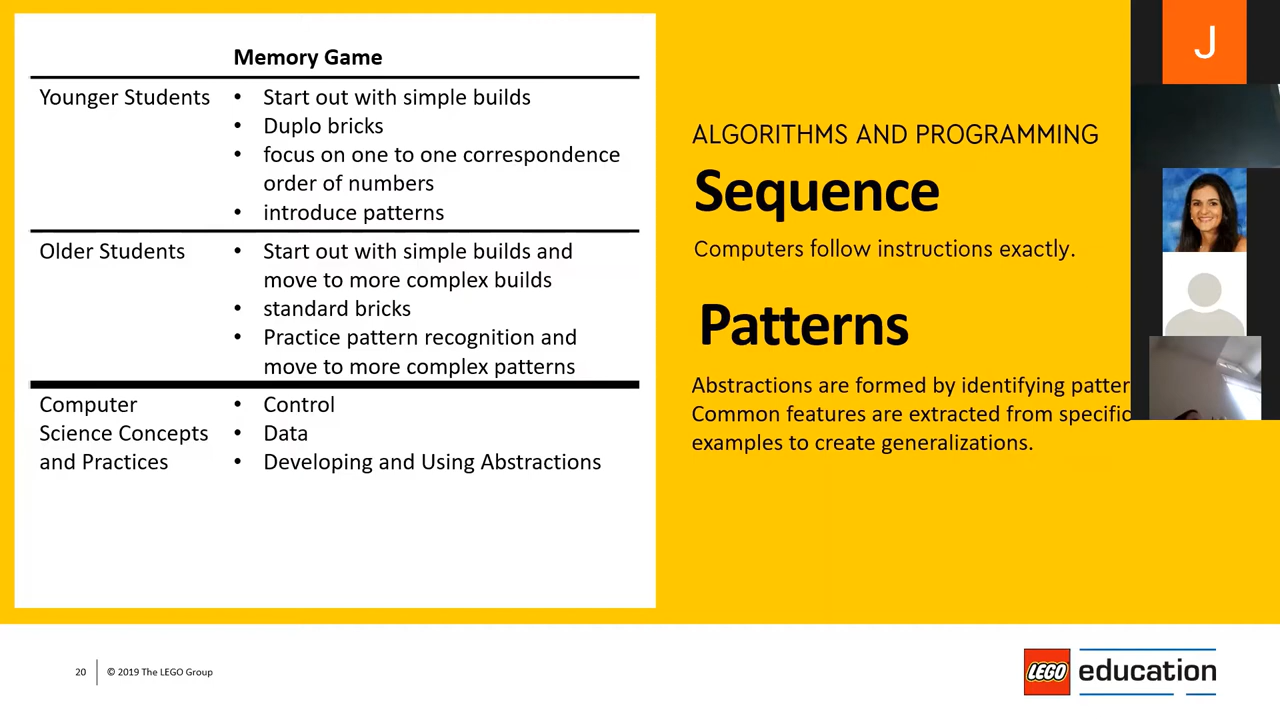 Memory Game
Younger Students
• Start out with simple builds
• Duplo bricks
• focus on one to one correspondence
order of numbers
• introduce patterns
Older Students
• Start out with simple builds and
move to more complex builds
• standard bricks
• Practice pattern recognition and
move to more complex patterns
Computer
Science Concepts
and Practices
• Control
• Data
• Developing and Using Abstractions
ALGORITHMS AND PROGRAMMING
Sequence
Computers follow instructions exactly.
Patterns
Abstractions are formed by identifying
Common features are extracted from specific
examples to create generalizations.
J
20
© 2019 The LEGO Group
LEGO education